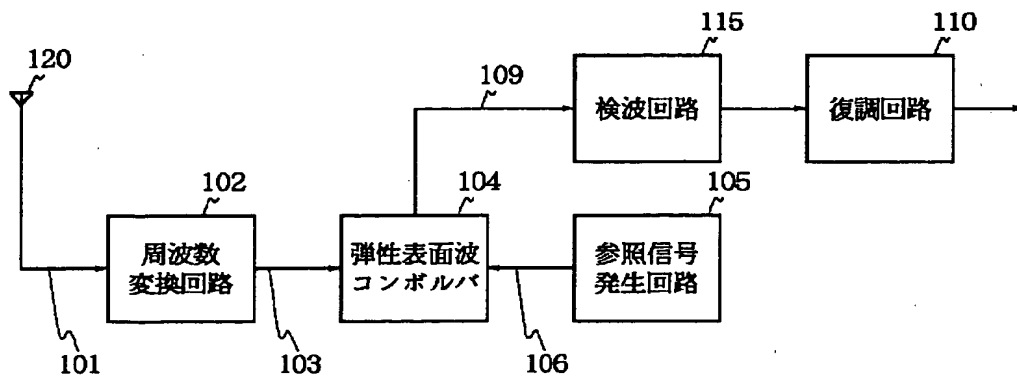 115
110
120
109
検波回路
復調回路
102
104
105
周波数
変換回路
弾性表面波
コンボルバ
参照信号
発生回路
101
103
106